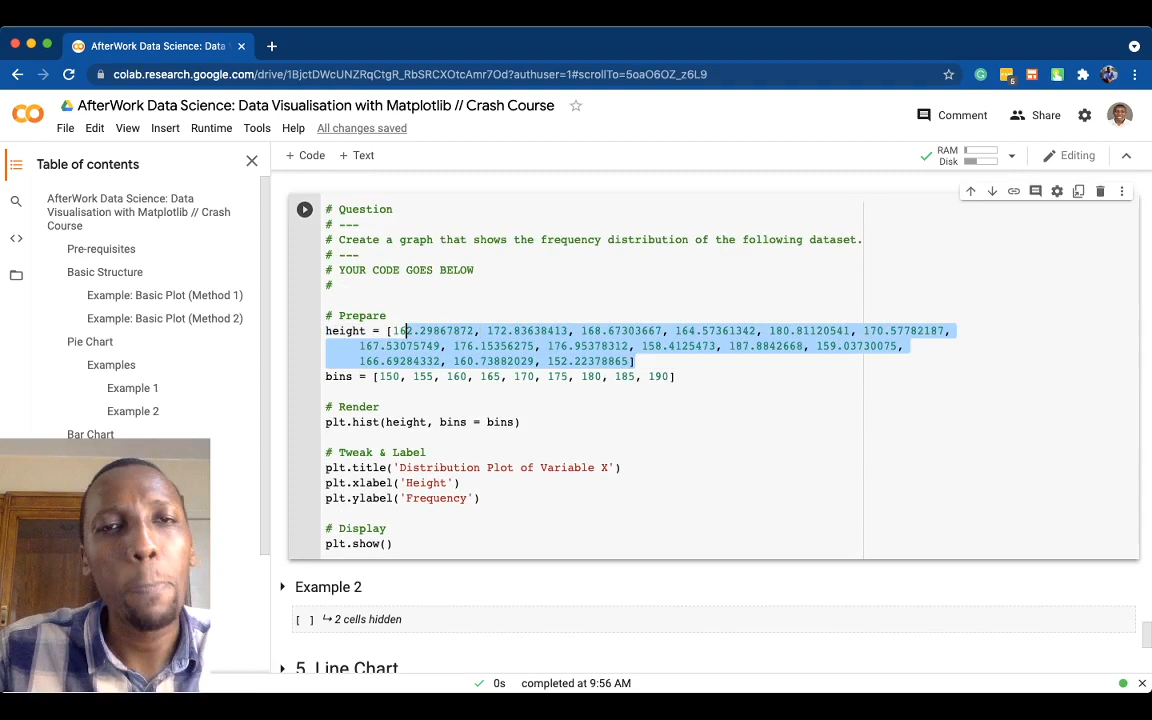 AfterWork Data Science: Data
colab.research.google.com/drive/1BjctDWcUNZRqCtgR_RbSRCXOtcAmr7Od?authuser=1#scrollTo=5oaO6OZ_z6L9
AfterWork Data Science: Data Visualisation with Matplotlib // Crash Course
Comment
Share
File Edit View Insert Runtime Tools Help All changes saved
Table of contents
+ Code + Text
RAM
Disk
Editing
AfterWork Data Science: Data
Visualisation with Matplotlib // Crash
Course
Pre-requisites
Basic Structure
Example: Basic Plot (Method 1)
Example: Basic Plot (Method 2)
Pie Chart
Examples
Example 1
Example 2
Bar Chart
# Question
# ---
# Create a graph that shows the frequency distribution of the following dataset.
# ---
# YOUR CODE GOES BELOW
#
# Prepare
height = [162.29867872, 172.83638413, 168.67303667, 164.57361342, 180.81120541, 170.57782187,
167.53075749, 176.15356275, 176.95378312, 158.4125473, 187.8842668, 159.03730075,
166.69284332, 160.73882029, 152.22378865]
bins = [150, 155, 160, 165, 170, 175, 180, 185, 190]
# Render
plt.hist(height, bins = bins)
# Tweak & Label
plt.title('Distribution Plot of Variable X')
plt.xlabel('Height')
plt.ylabel('Frequency')
# Display
plt.show()
Example 2
[ ] ↳ 2 cells hidden
5. Line Chart
0s completed at 9:56 AM